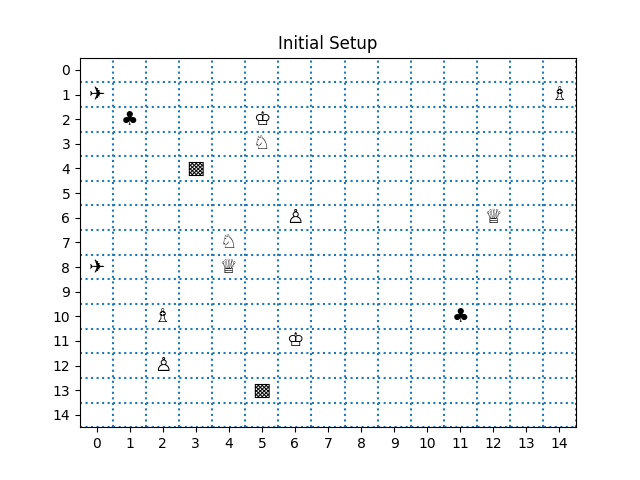 Initial Setup
0
1 ✈ ♗
2 ♣ ♔
3 ♘
4 ▩
5
6 ♙ ♕
7 ♘
8 ✈ ♕
9
10 ♗ ♣
11 ♔
12 ♙
13 ▩
14
0 1 2 3 4 5 6 7 8 9 10 11 12 13 14